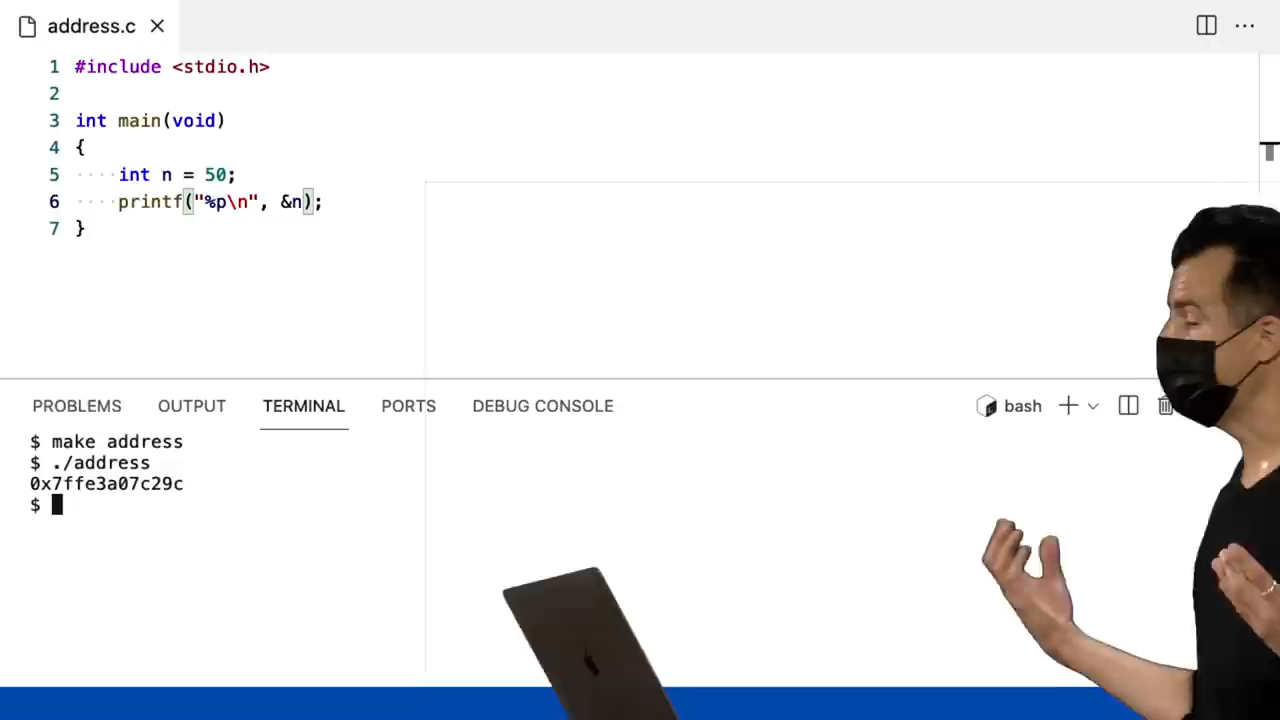 address.c
1 #include <stdio.h>
2
3 int main(void)
4 {
5 ····int n = 50;
6 ····printf("%p\n", &n);
7 }
PROBLEMS OUTPUT TERMINAL PORTS DEBUG CONSOLE bash
$ make address
$ ./address
0x7ffe3a07c29c
$